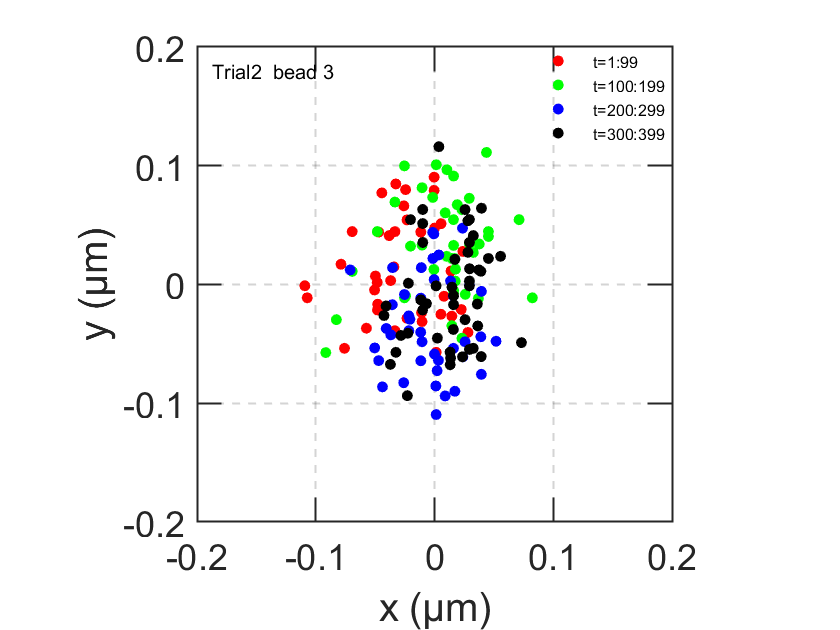 0.2
Trial2 bead 3
t=1:99
t=100:199
t=200:299
t=300:399
0.1
0
-0.1
-0.2
y (μm)
-0.2 -0.1 0 0.1 0.2
x (μm)